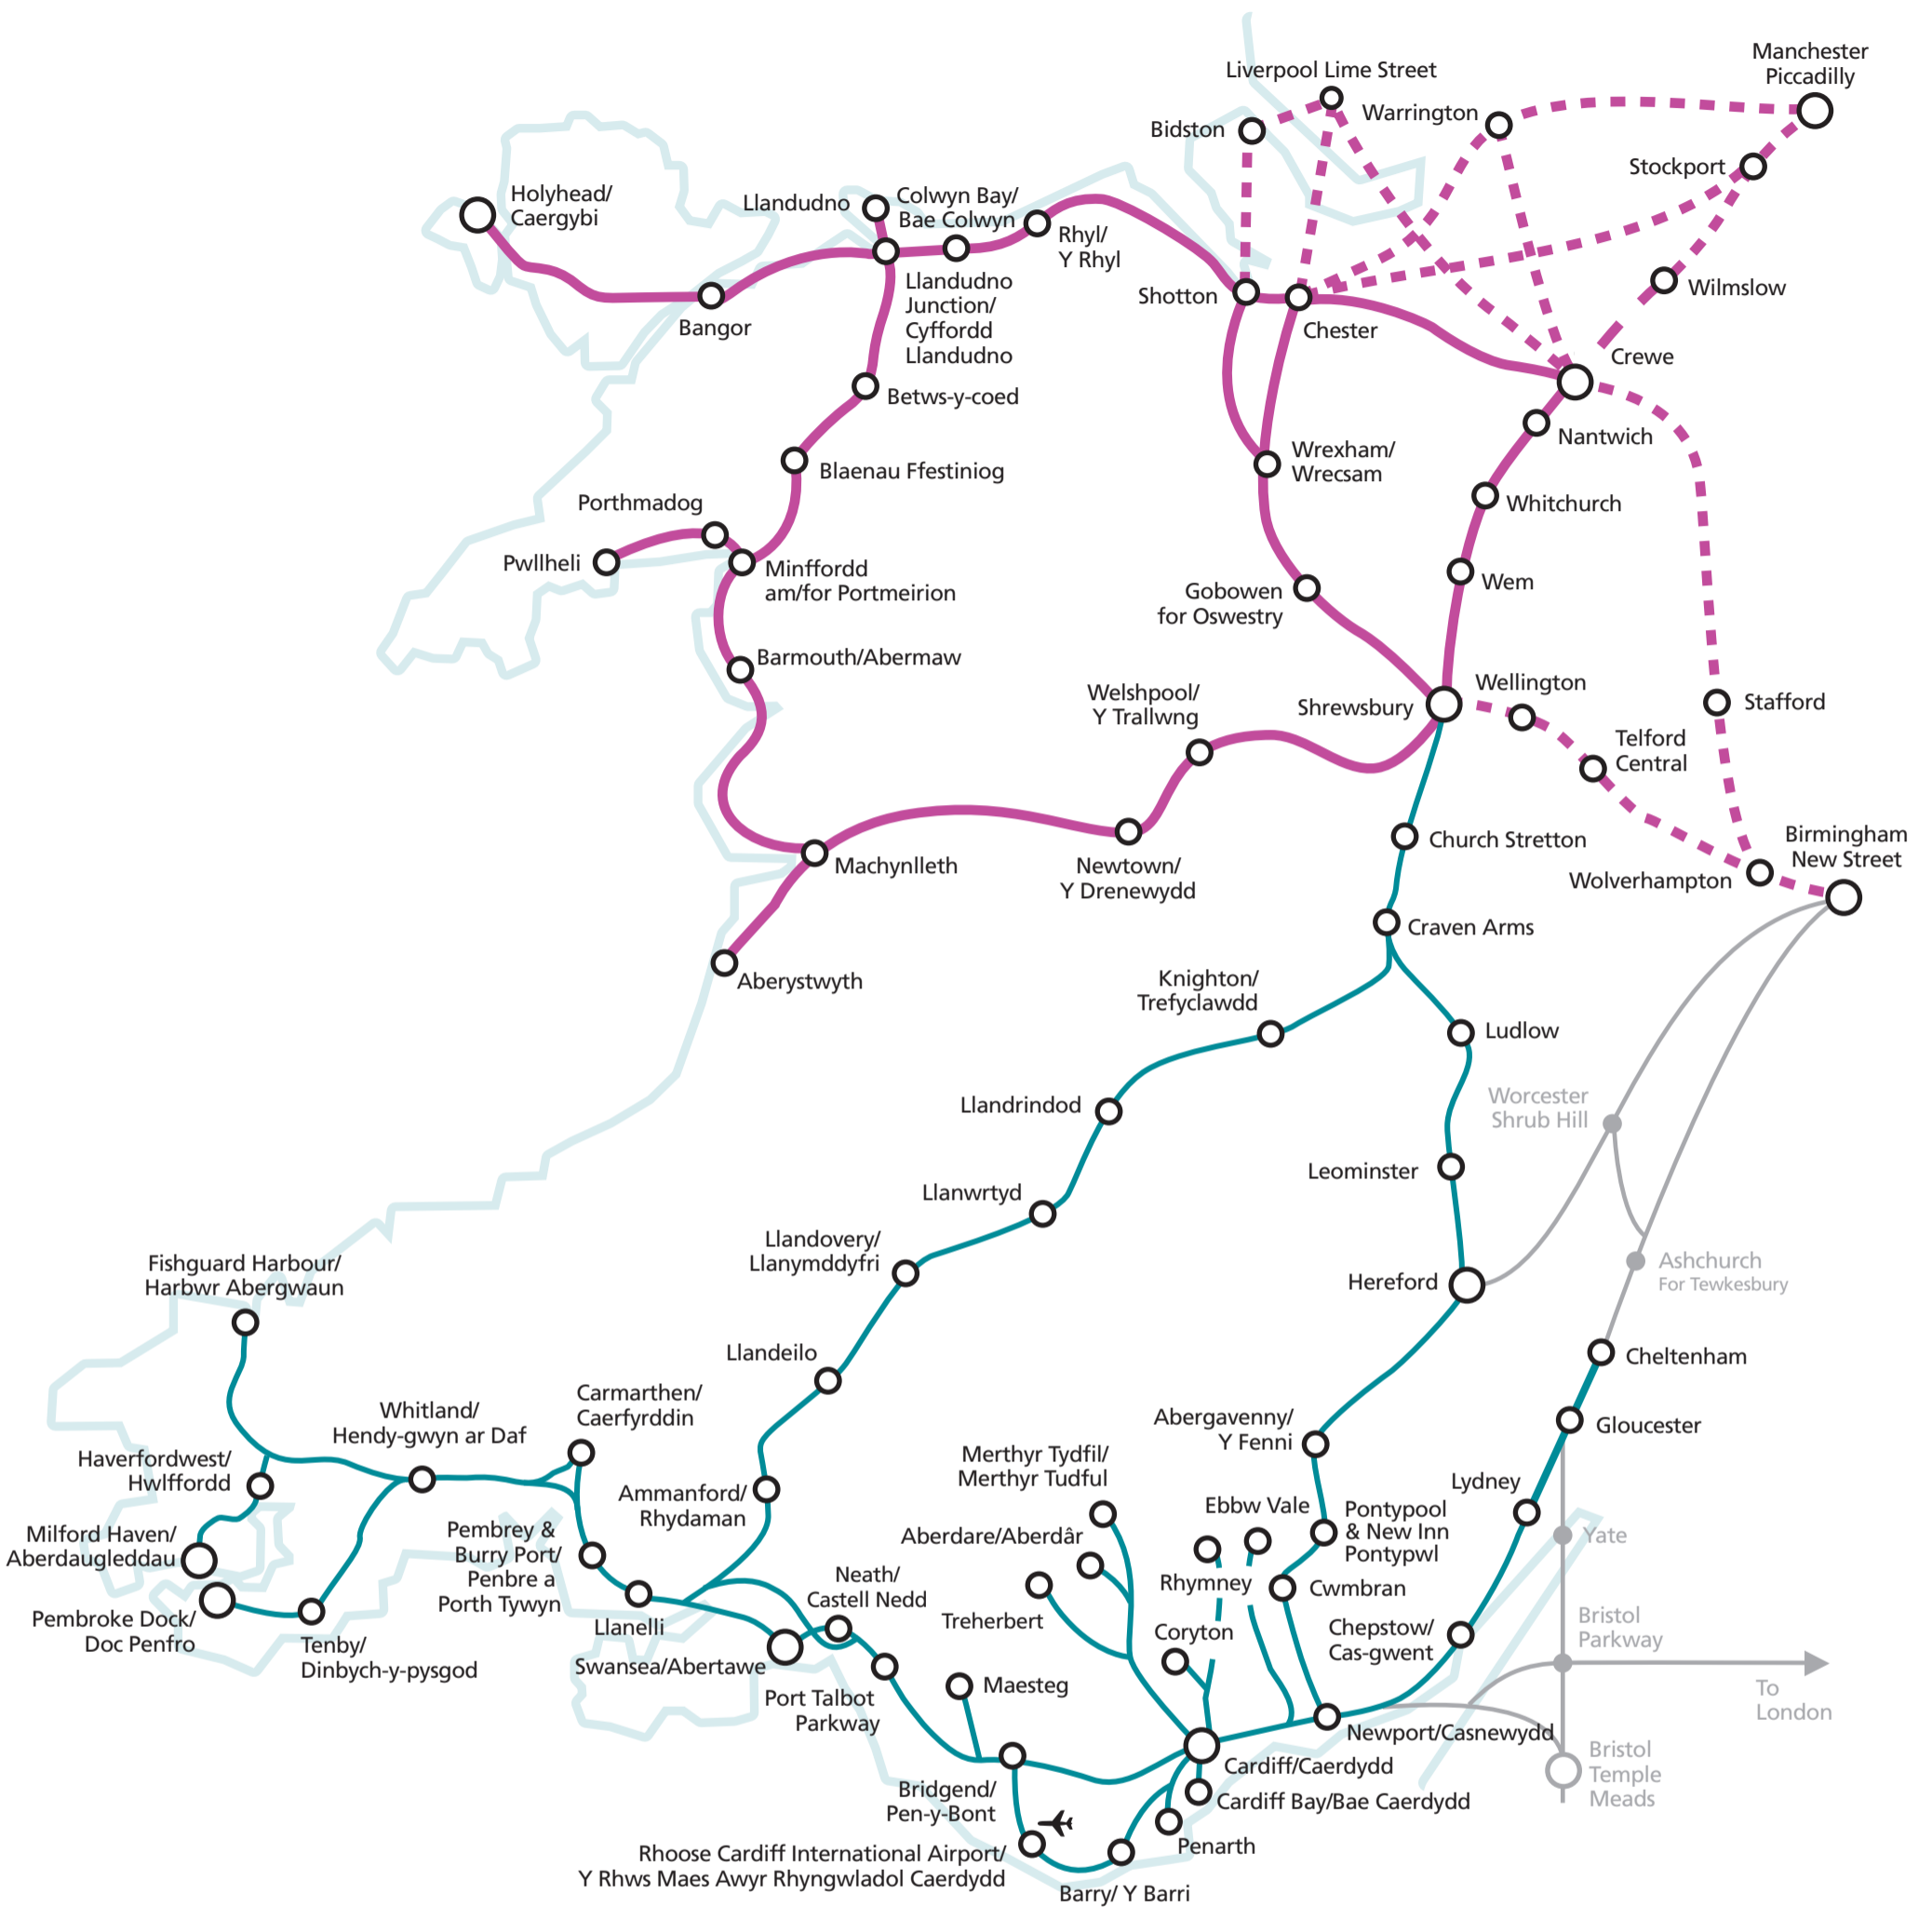 Manchester
Piccadilly
Liverpool Lime Street
Warrington
Bidston
Stockport
Holyhead/
Caergybi
Llandudno
Colwyn Bay/
Bae Colwyn
Rhyl/
Y Rhyl
Llandudno
Junction/
Cyffordd
Llandudno
Shotton
Wilmslow
Bangor
Chester
Crewe
Betws-y-coed
Nantwich
Wrexham/
Wrecsam
Blaenau Ffestiniog
Whitchurch
Porthmadog
Pwllheli
Minffordd
am/for Portmeirion
Wem
Gobowen
for Oswestry
Barmouth/Abermaw
Welshpool/
Y Trallwng
Shrewsbury
Wellington
Stafford
Telford
Central
Church Stretton
Birmingham
New Street
Machynlleth
Newtown/
Y Drenewydd
Wolverhampton
Craven Arms
Aberystwyth
Knighton/
Trefyclawdd
Ludlow
Llandrindod
Worcester
Shrub Hill
Leominster
Llanwrtyd
Llandovery/
Llanymddyfri
Fishguard Harbour/
Harbwr Abergwaun
Hereford
Ashchurch
For Tewkesbury
Llandeilo
Cheltenham
Carmarthen/
Caerfyrddin
Whitland/
Hendy-gwyn ar Daf
Abergavenny/
Y Fenni
Gloucester
Haverfordwest/
Hwlffordd
Merthyr Tydfil/
Merthyr Tudful
Lydney
Ammanford/
Rhydaman
Ebbw Vale
Pontypool
& New Inn
Pontypwl
Milford Haven/
Aberdaugleddau
Pembrey &
Burry Port/
Penbre a
Porth Tywyn
Aberdare/Aberdâr
Yate
Neath/
Castell Nedd
Rhymney
Cwmbran
Pembroke Dock/
Doc Penfro
Tenby/
Dinbych-y-pysgod
Llanelli
Treherbert
Coryton
Chepstow/
Cas-gwent
Bristol
Parkway
Swansea/Abertawe
Port Talbot
Parkway
Maesteg
To
London
Newport/Casnewydd
Cardiff/Caerdydd
Bristol
Temple
Meads
Bridgend/
Pen-y-Bont
Cardiff Bay/Bae Caerdydd
Penarth
Rhoose Cardiff International Airport/
Y Rhws Maes Awyr Rhyngwladol Caerdydd
Barry/ Y Barri